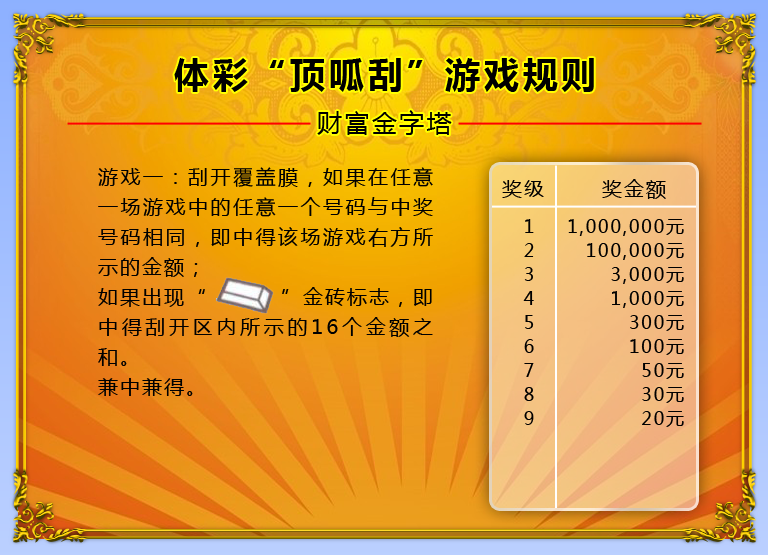 体彩“顶呱刮”游戏规则
财富金字塔
游戏一：刮开覆盖膜，如果在任意
一场游戏中的任意一个号码与中奖
号码相同，即中得该场游戏右方所
示的金额；
如果出现“ ”金砖标志，即
中得刮开区内所示的16个金额之
和。
兼中兼得。
奖级 奖金额
1 1,000,000元
2 100,000元
3 3,000元
4 1,000元
5 300元
6 100元
7 50元
8 30元
9 20元